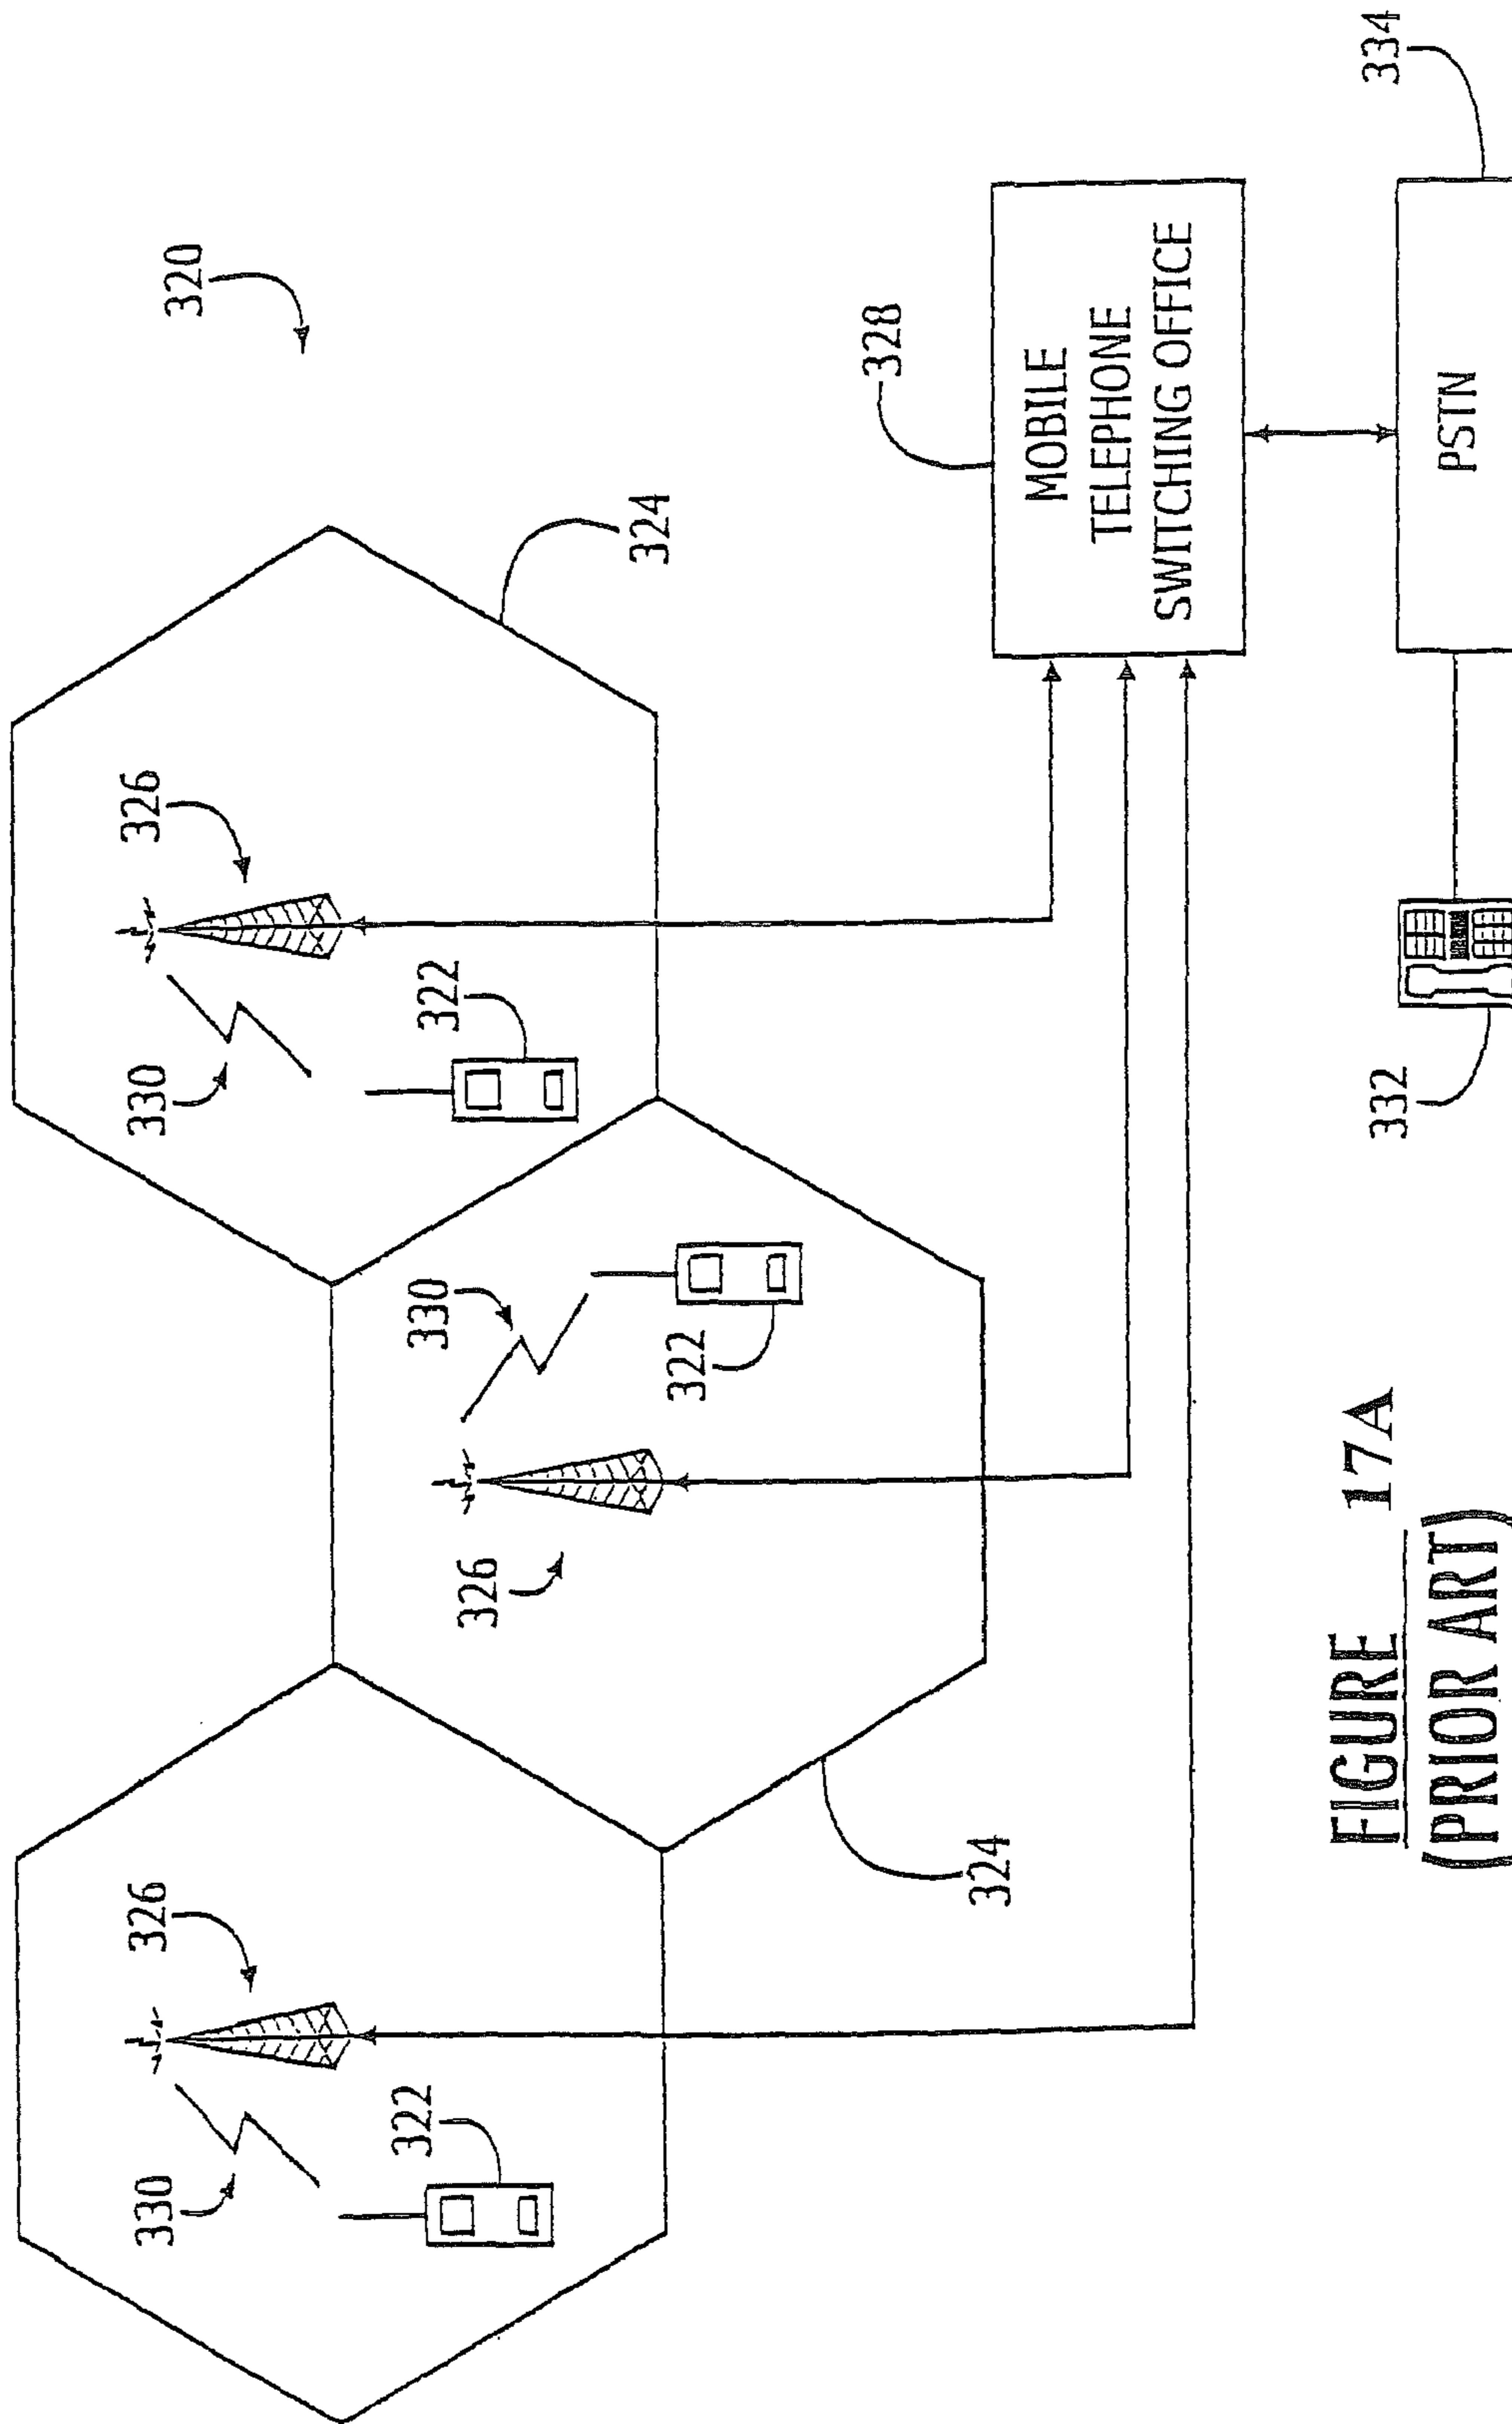 320
326
326
330
330
322
322
324
330
326
322
324
328
MOBILE
TELEPHONE
SWITCHING OFFICE
332
PSTN
334
FIGURE 17A
(PRIOR ART)